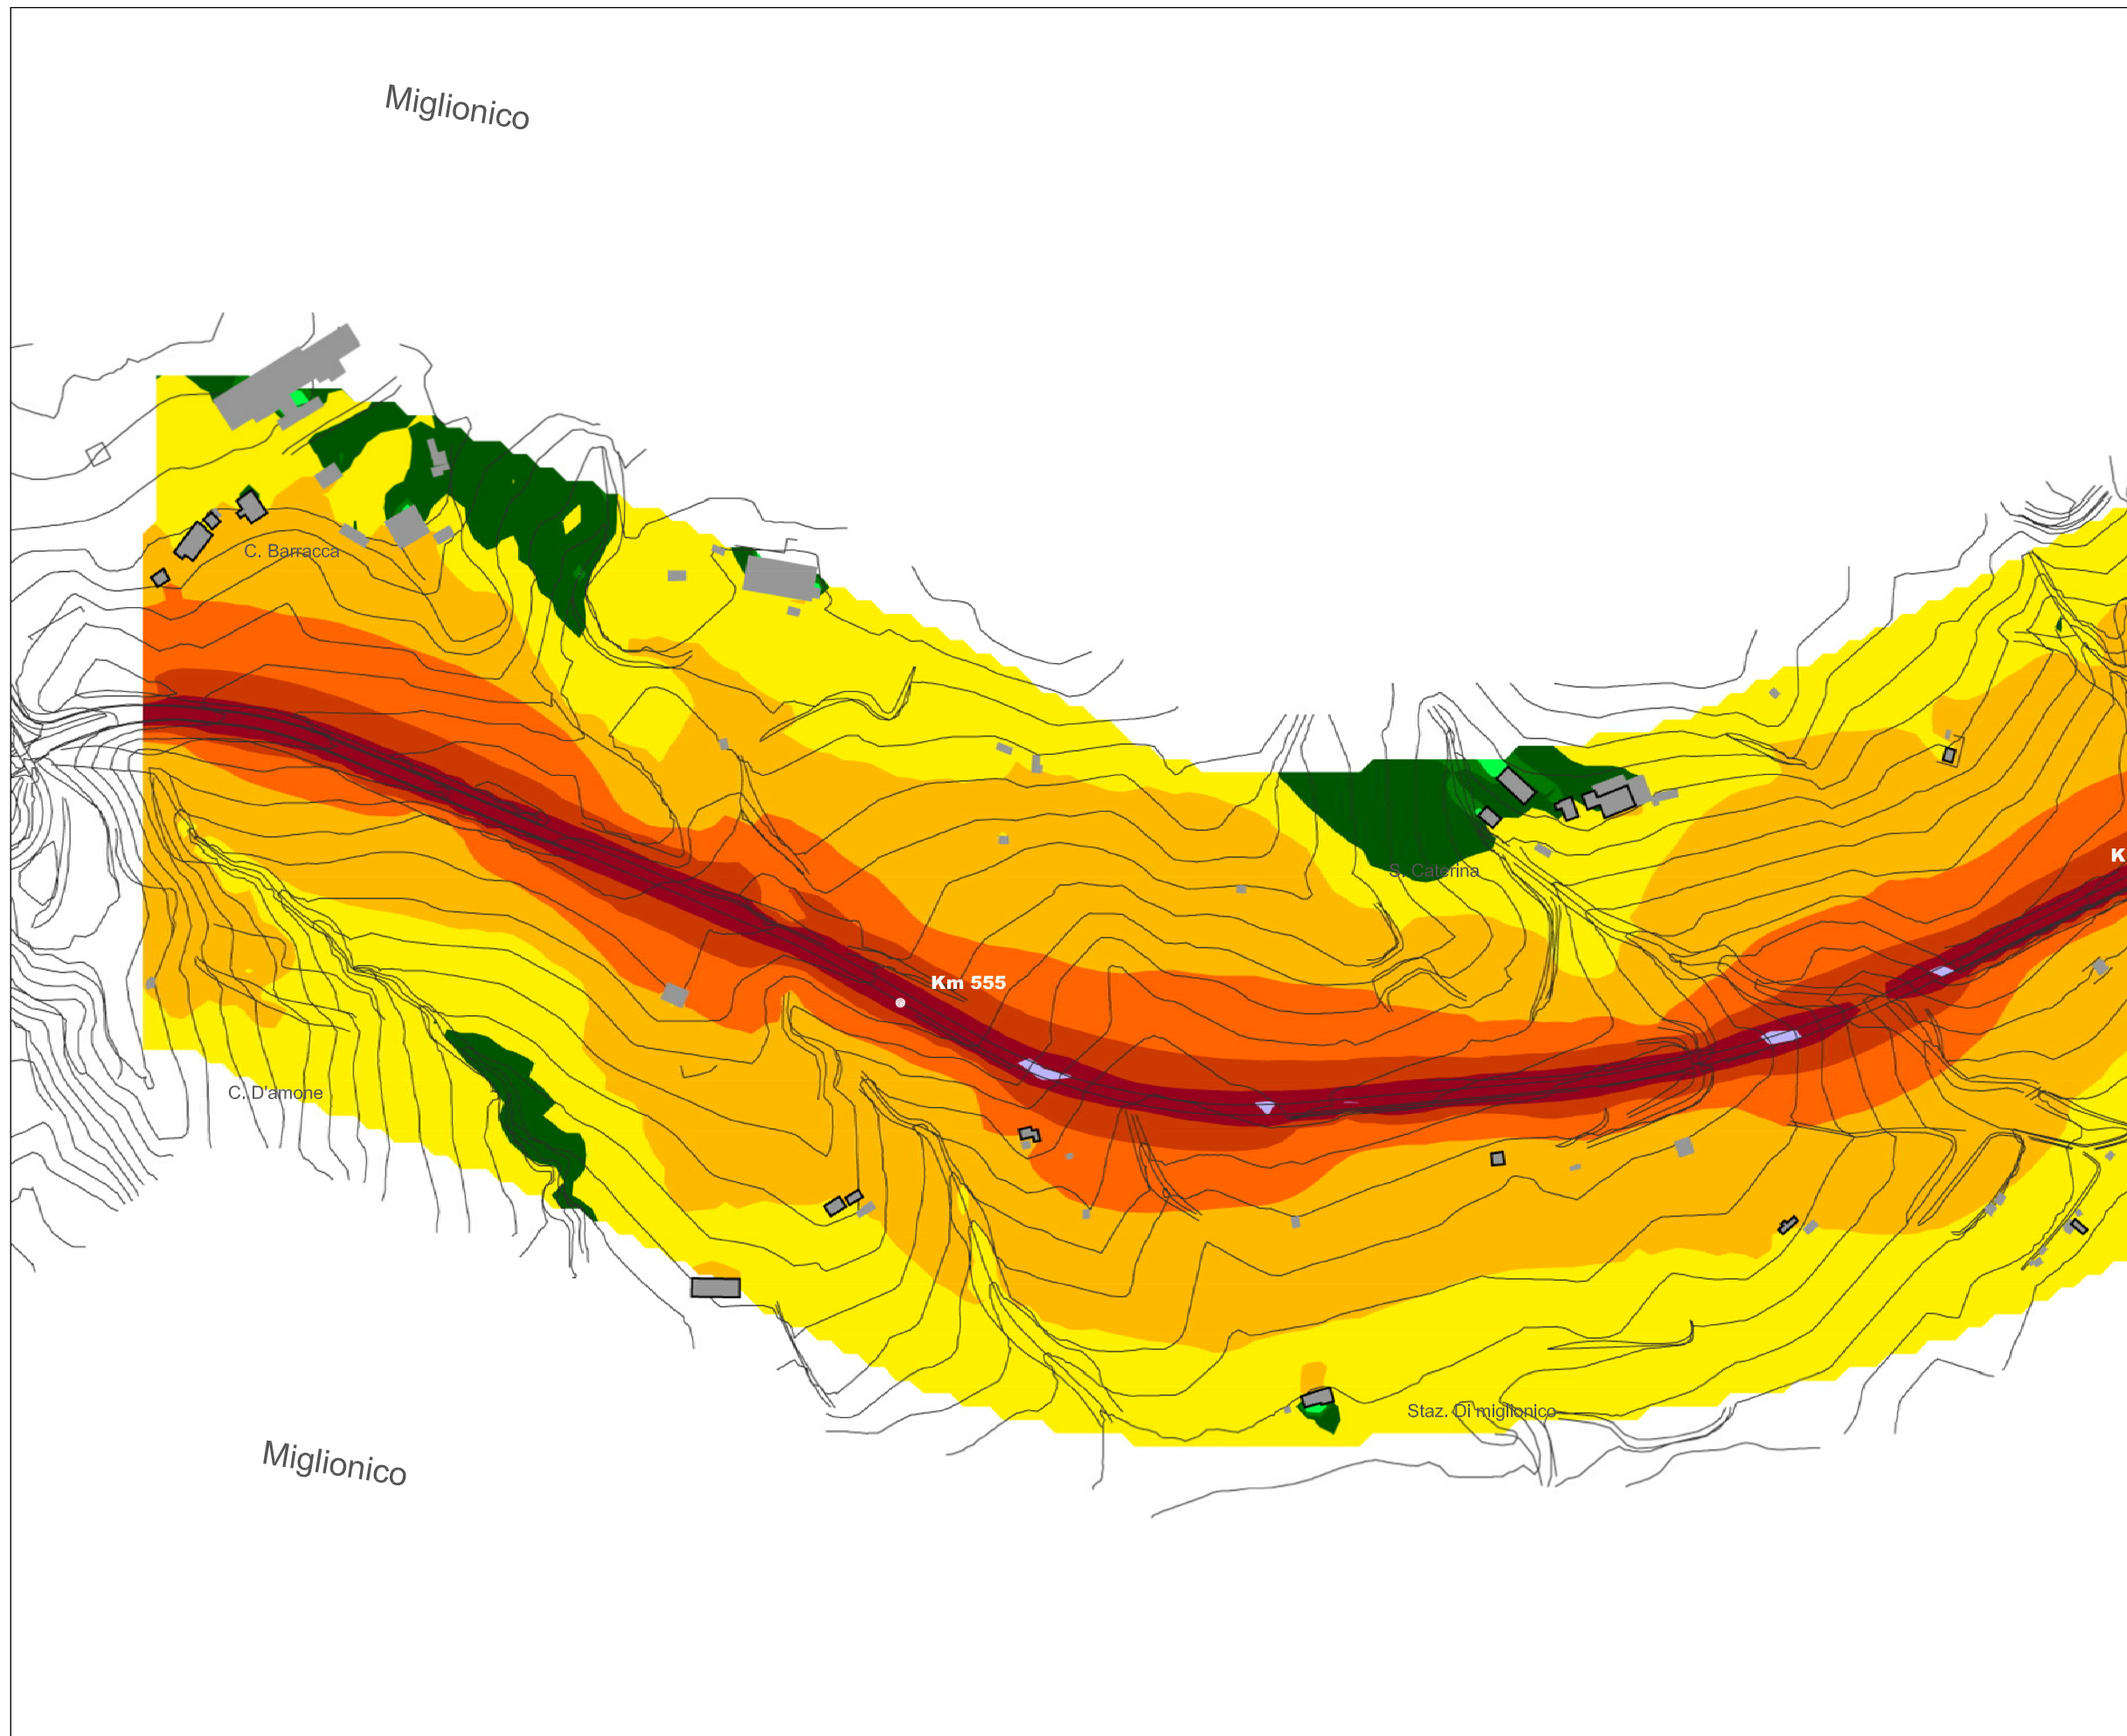 Miglionico
C. Barracca
K
S. Caterina
Km 555
C. D'amone
Staz. Di miglionico
Miglionico